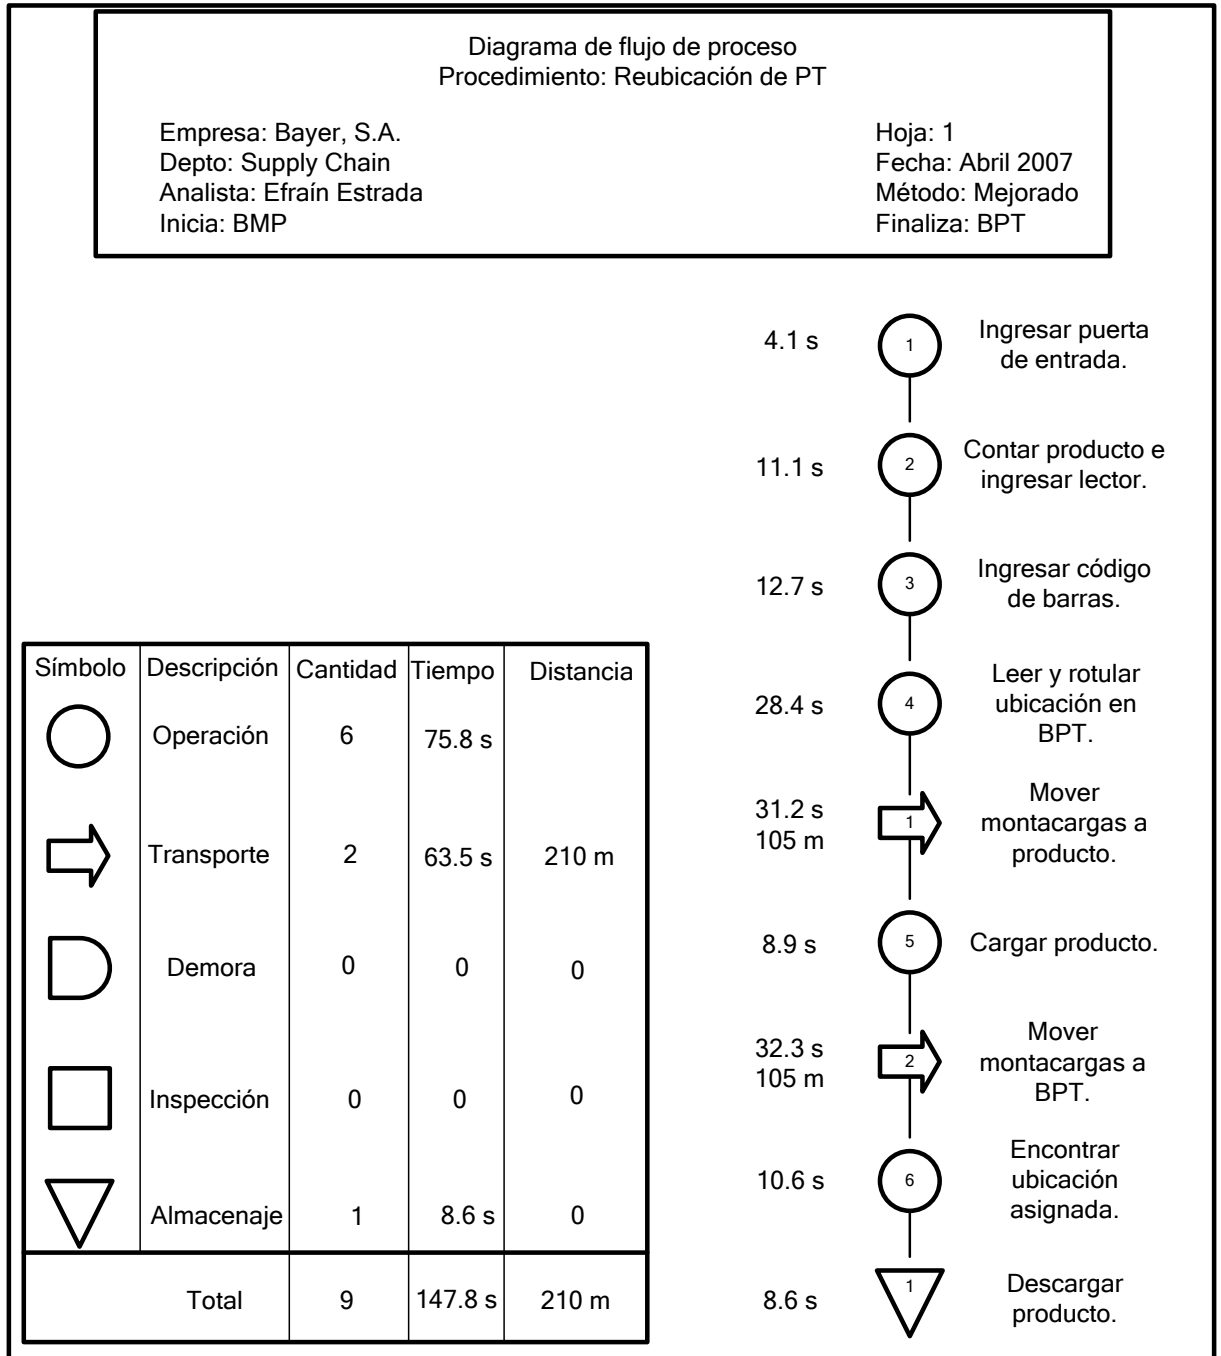 Diagrama de flujo de proceso
Procedimiento: Reubicación de PT
Empresa: Bayer, S.A.
Depto: Supply Chain
Analista: Efraín Estrada
Inicia: BMP
Hoja: 1
Fecha: Abril 2007
Método: Mejorado
Finaliza: BPT
4.1 s
1
Ingresar puerta
de entrada.
11.1 s
2
Contar producto e
ingresar lector.
12.7 s
3
Ingresar código
de barras.
28.4 s
4
Leer y rotular
ubicación en
BPT.
31.2 s
105 m
1
Mover
montacargas a
producto.
8.9 s
5
Cargar producto.
32.3 s
105 m
2
Mover
montacargas a
BPT.
10.6 s
6
Encontrar
ubicación
asignada.
8.6 s
1
Descargar
producto.
Símbolo Descripción Cantidad Tiempo Distancia
Operación 6 75.8 s
Transporte 2 63.5 s 210 m
Demora 0 0 0
Inspección 0 0 0
Almacenaje 1 8.6 s 0
Total 9 147.8 s 210 m